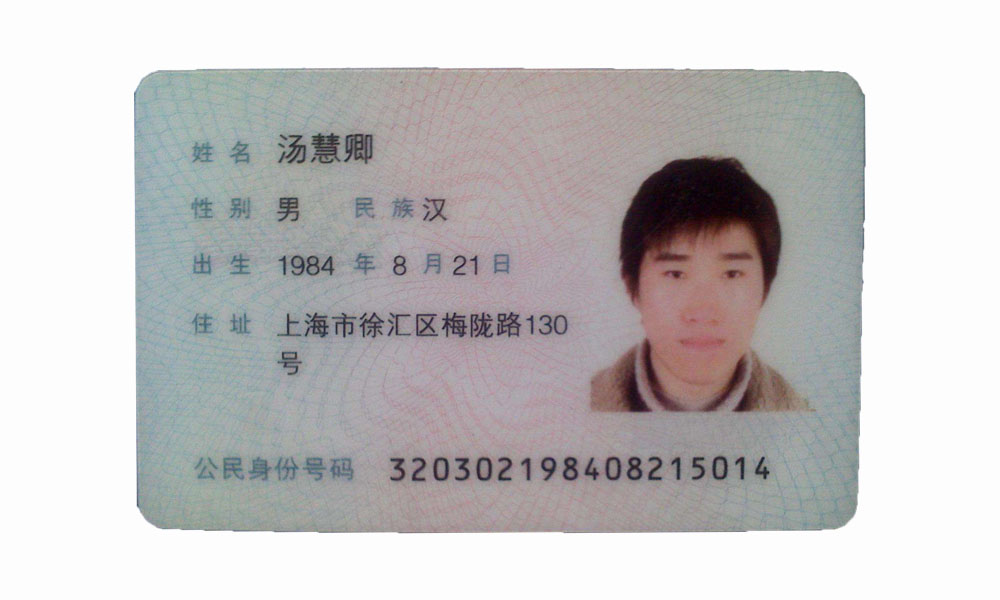 姓名 汤慧卿
性别 男 民族 汉
出生 1984 年 8 月 21 日
住址 上海市徐汇区梅陇路130
号
公民身份号码 320302198408215014